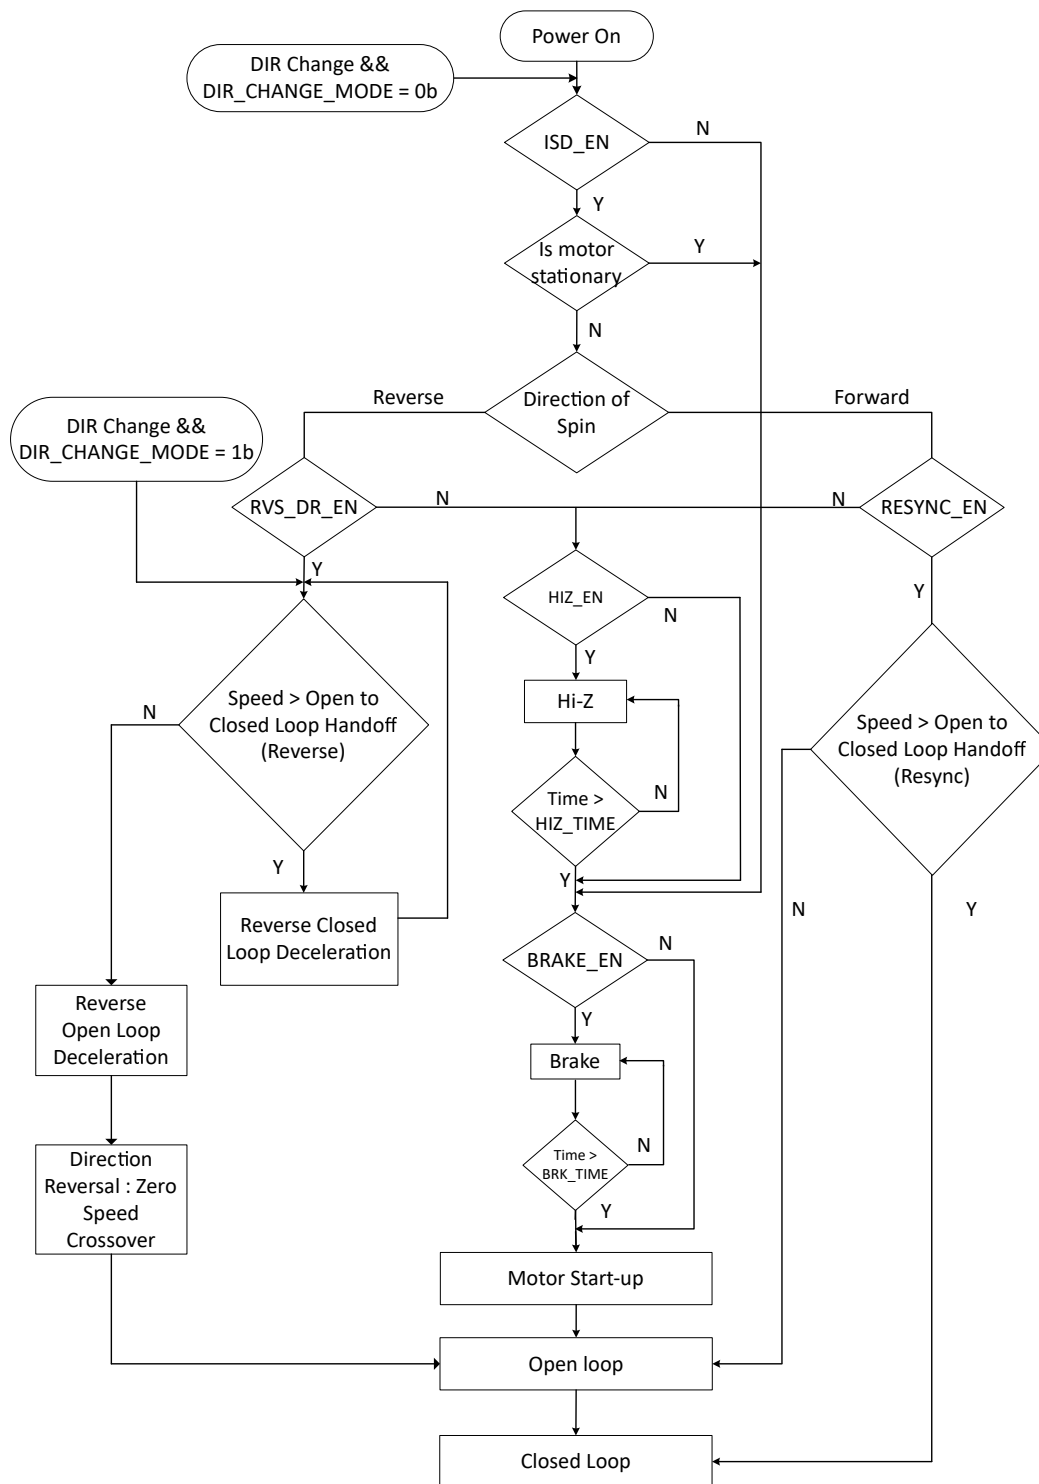 Power On
DIR Change &&
DIR_CHANGE_MODE = 0b
ISD_EN
N
Y
Is motor
stationary
Y
N
Direction of
Spin
Reverse
Forward
DIR Change &&
DIR_CHANGE_MODE = 1b
RVS_DR_EN
N
N
RESYNC_EN
Y
HIZ_EN
N
Y
Y
Hi-Z
Speed > Open to
Closed Loop Handoff
(Reverse)
N
Speed > Open to
Closed Loop Handoff
(Resync)
Time >
HIZ_TIME
N
Y
Y
Reverse Closed
Loop Deceleration
N
Y
BRAKE_EN
N
Y
Reverse
Open Loop
Deceleration
Brake
Time >
BRK_TIME
N
Y
Direction
Reversal : Zero
Speed
Crossover
Motor Start-up
Open loop
Closed Loop